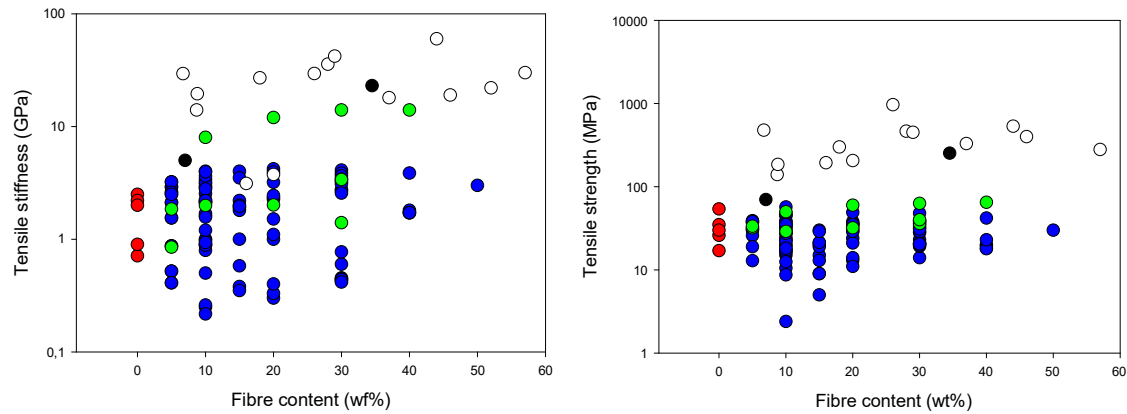 100
10
1
0,1
Tensile stiffness (GPa)
0 10 20 30 40 50 60
Fibre content (wf%)
10000
1000
100
10
1
Tensile strength (MPa)
0 10 20 30 40 50 60
Fibre content (wt%)